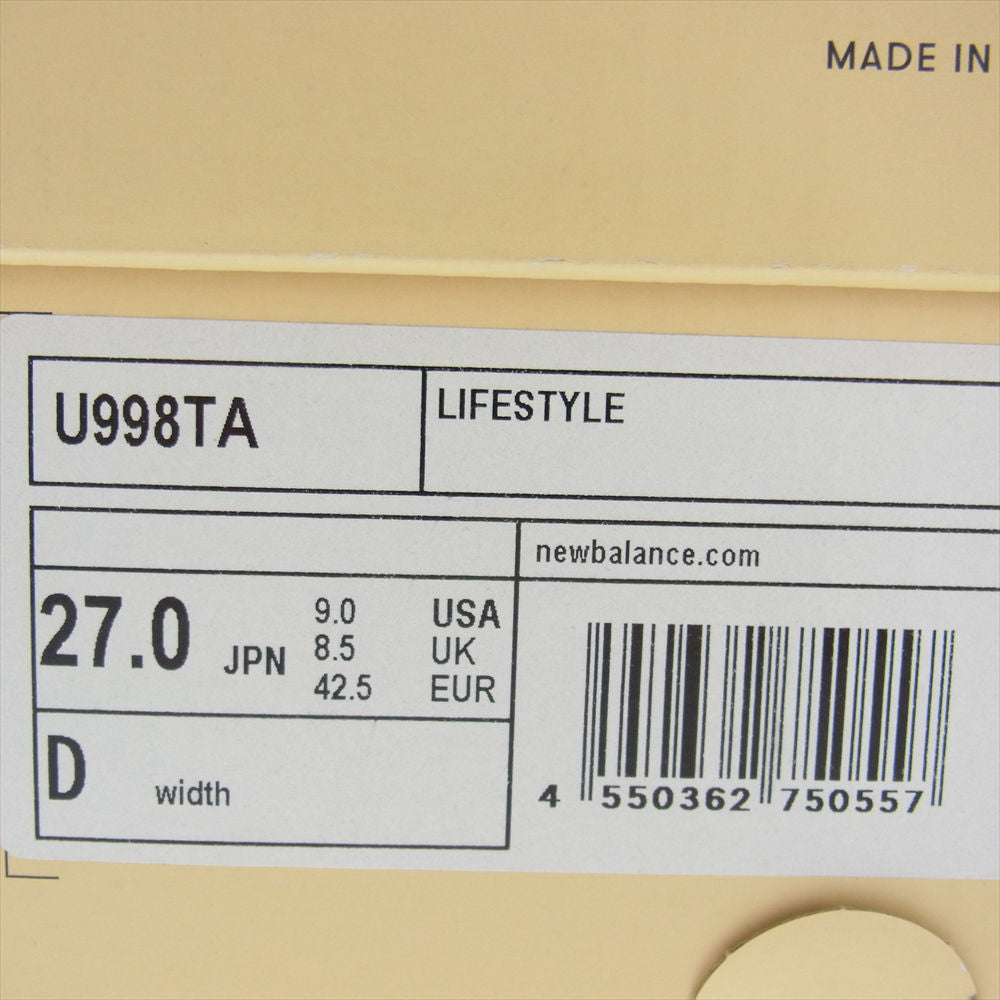 MADE IN
U998TA
LIFESTYLE
newbalance.com
27.0 JPN
9.0 USA
8.5 UK
42.5 EUR
D width
4 550362 750557